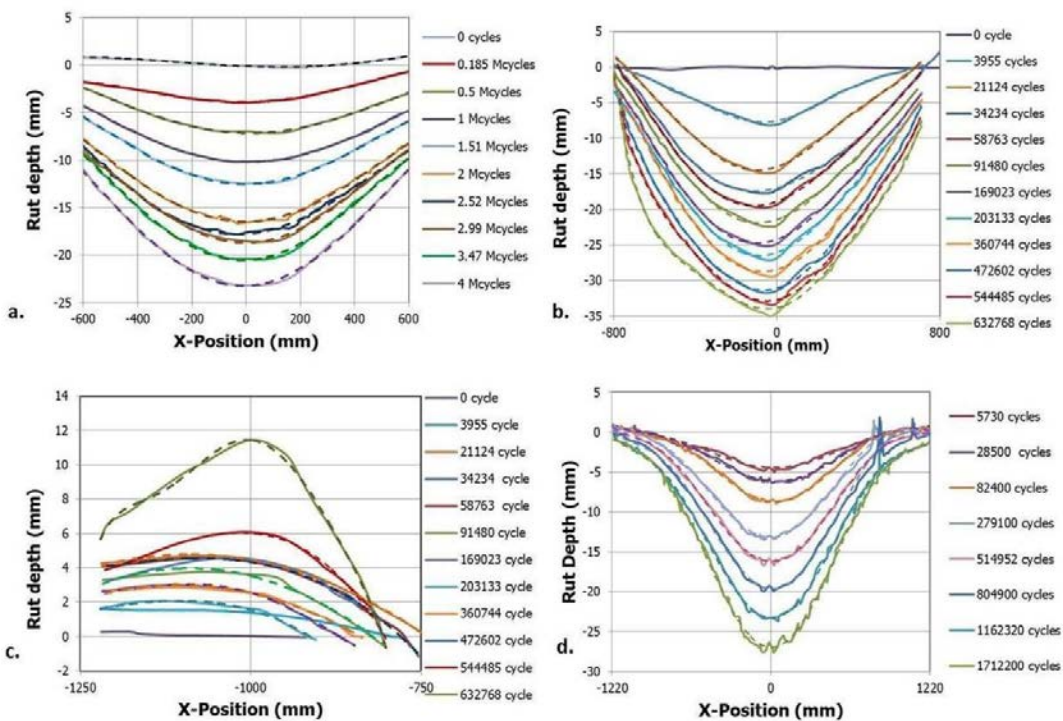 5
0
-5
-10
-15
-20
-25
Rut depth (mm)
-600 -400 -200 0 200 400 600
X-Position (mm)
a.
0 cycles
0.185 Mcycles
0.5 Mcycles
1 Mcycles
1.51 Mcycles
2 Mcycles
2.52 Mcycles
2.99 Mcycles
3.47 Mcycles
4 Mcycles
5
0
-5
-10
-15
-20
-25
-30
-35
Rut depth (mm)
-800 0 800
X-Position (mm)
b.
0 cycle
3955 cycles
21124 cycles
34234 cycles
58763 cycles
91480 cycles
169023 cycles
203133 cycles
360744 cycles
472602 cycles
544485 cycles
632768 cycles
14
12
10
8
6
4
2
0
-2
Rut depth (mm)
-1250 -1000 -750
X-Position (mm)
c.
0 cycle
3955 cycle
21124 cycle
34234 cycle
58763 cycle
91480 cycle
169023 cycle
203133 cycle
360744 cycle
472602 cycle
544485 cycle
632768 cycle
5
0
-5
-10
-15
-20
-25
-30
Rut Depth (mm)
-1220 0 1220
X-Position (mm)
d.
5730 cycles
28500 cycles
82400 cycles
279100 cycles
514952 cycles
804900 cycles
1162320 cycles
1712200 cycles